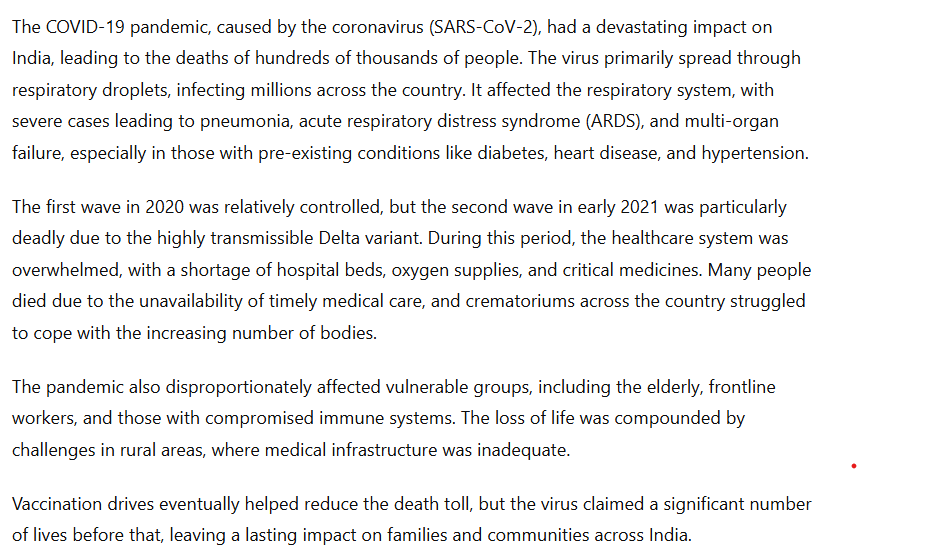 The COVID-19 pandemic, caused by the coronavirus (SARS-CoV-2), had a devastating impact on
India, leading to the deaths of hundreds of thousands of people. The virus primarily spread through
respiratory droplets, infecting millions across the country. It affected the respiratory system, with
severe cases leading to pneumonia, acute respiratory distress syndrome (ARDS), and multi-organ
failure, especially in those with pre-existing conditions like diabetes, heart disease, and hypertension.
The first wave in 2020 was relatively controlled, but the second wave in early 2021 was particularly
deadly due to the highly transmissible Delta variant. During this period, the healthcare system was
overwhelmed, with a shortage of hospital beds, oxygen supplies, and critical medicines. Many people
died due to the unavailability of timely medical care, and crematoriums across the country struggled
to cope with the increasing number of bodies.
The pandemic also disproportionately affected vulnerable groups, including the elderly, frontline
workers, and those with compromised immune systems. The loss of life was compounded by
challenges in rural areas, where medical infrastructure was inadequate.
Vaccination drives eventually helped reduce the death toll, but the virus claimed a significant number
of lives before that, leaving a lasting impact on families and communities across India.